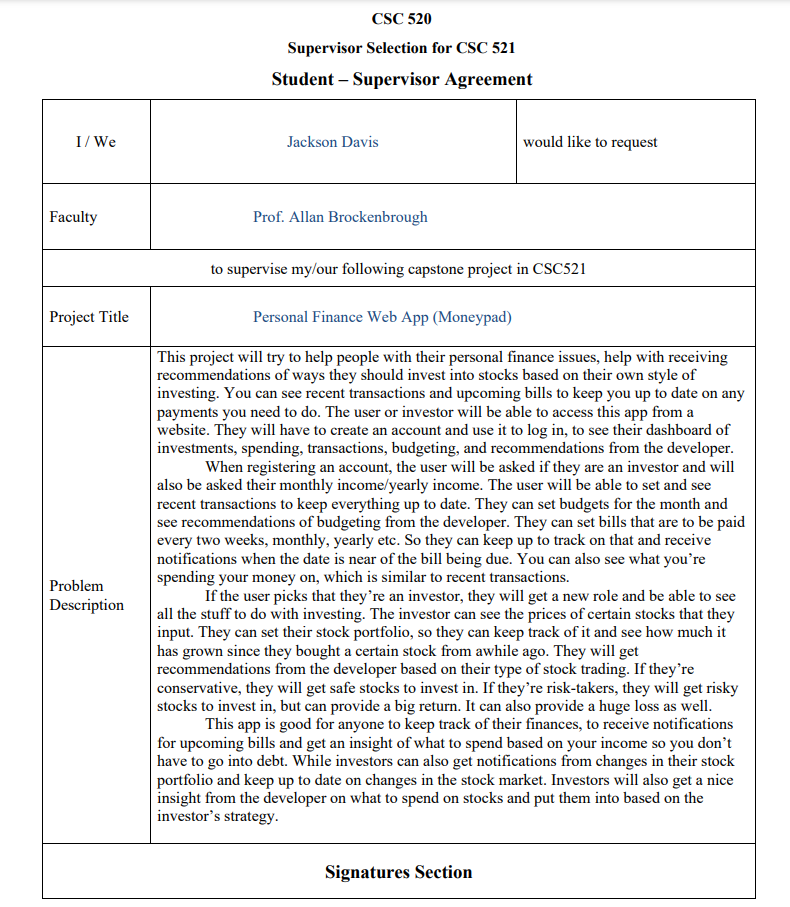 CSC 520
Supervisor Selection for CSC 521
Student – Supervisor Agreement
I / We
Jackson Davis
would like to request
Faculty
Prof. Allan Brockenbrough
to supervise my/our following capstone project in CSC521
Project Title
Personal Finance Web App (Moneypad)
Problem
Description
This project will try to help people with their personal finance issues, help with receiving
recommendations of ways they should invest into stocks based on their own style of
investing. You can see recent transactions and upcoming bills to keep you up to date on any
payments you need to do. The user or investor will be able to access this app from a
website. They will have to create an account and use it to log in, to see their dashboard of
investments, spending, transactions, budgeting, and recommendations from the developer.
When registering an account, the user will be asked if they are an investor and will
also be asked their monthly income/yearly income. The user will be able to set and see
recent transactions to keep everything up to date. They can set budgets for the month and
see recommendations of budgeting from the developer. They can set bills that are to be paid
every two weeks, monthly, yearly etc. So they can keep up to track on that and receive
notifications when the date is near of the bill being due. You can also see what you’re
spending your money on, which is similar to recent transactions.
If the user picks that they’re an investor, they will get a new role and be able to see
all the stuff to do with investing. The investor can see the prices of certain stocks that they
input. They can set their stock portfolio, so they can keep track of it and see how much it
has grown since they bought a certain stock from awhile ago. They will get
recommendations from the developer based on their type of stock trading. If they’re
conservative, they will get safe stocks to invest in. If they’re risk-takers, they will get risky
stocks to invest in, but can provide a big return. It can also provide a huge loss as well.
This app is good for anyone to keep track of their finances, to receive notifications
for upcoming bills and get an insight of what to spend based on your income so you don’t
have to go into debt. While investors can also get notifications from changes in their stock
portfolio and keep up to date on changes in the stock market. Investors will also get a nice
insight from the developer on what to spend on stocks and put them into based on the
investor’s strategy.
Signatures Section